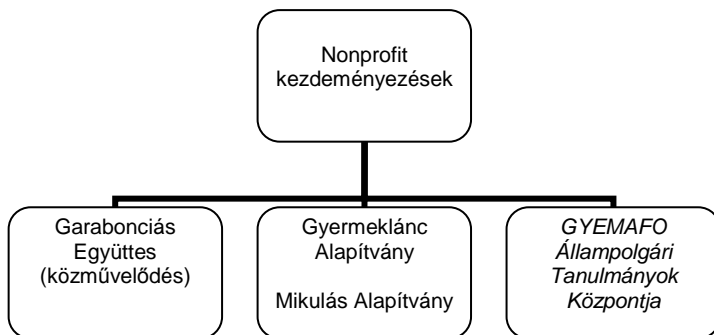 Nonprofit
kezdeményezések
Garabonciás
Együttes
(közművelődés)
Gyermeklánc
Alapítvány
Mikulás Alapítvány
GYEMAFO
Állampolgári
Tanulmányok
Központja